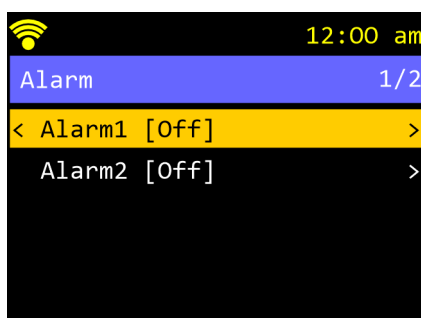 12:00 am
Alarm 1/2
< Alarm1 [Off] >
Alarm2 [Off] >